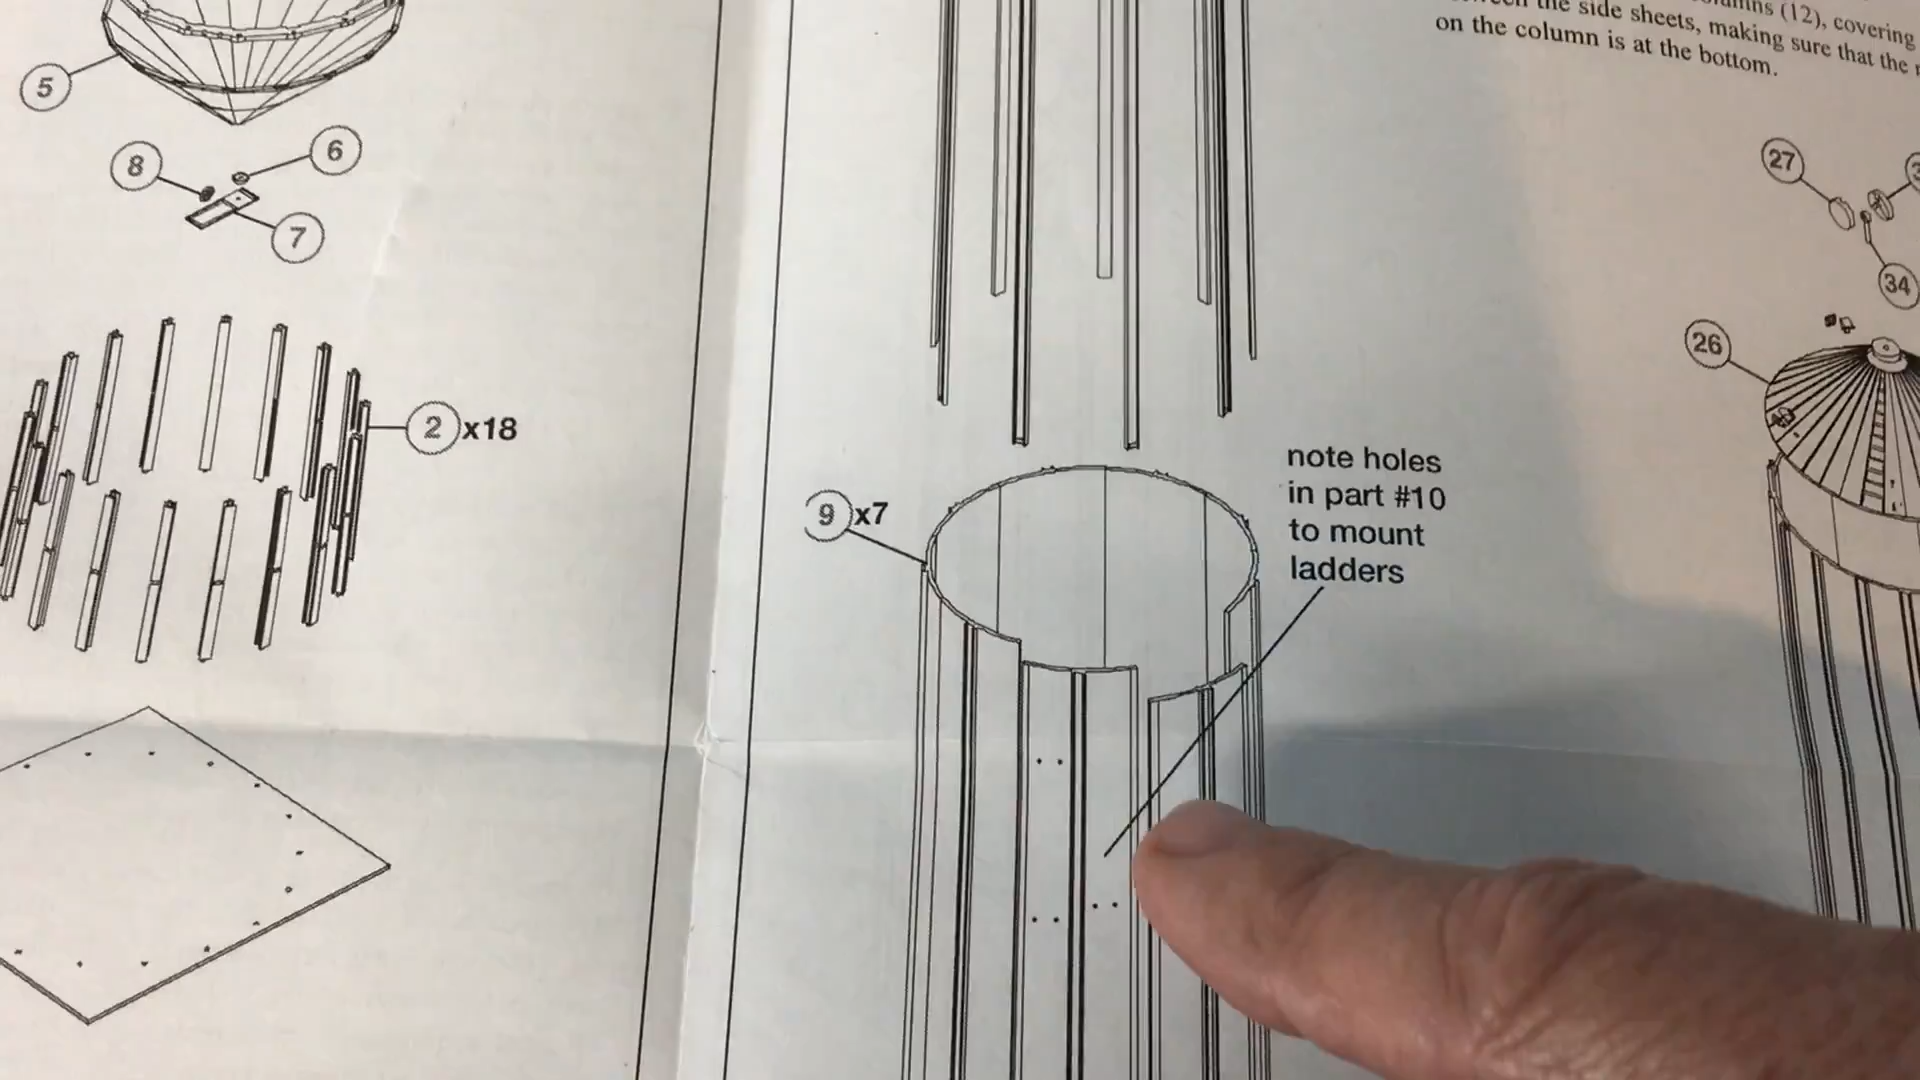 5
6
8
7
2 x18
9 x7
note holes
in part #10
to mount
ladders
(12), covering
the side sheets, making sure that the
on the column is at the bottom.
27
34
26